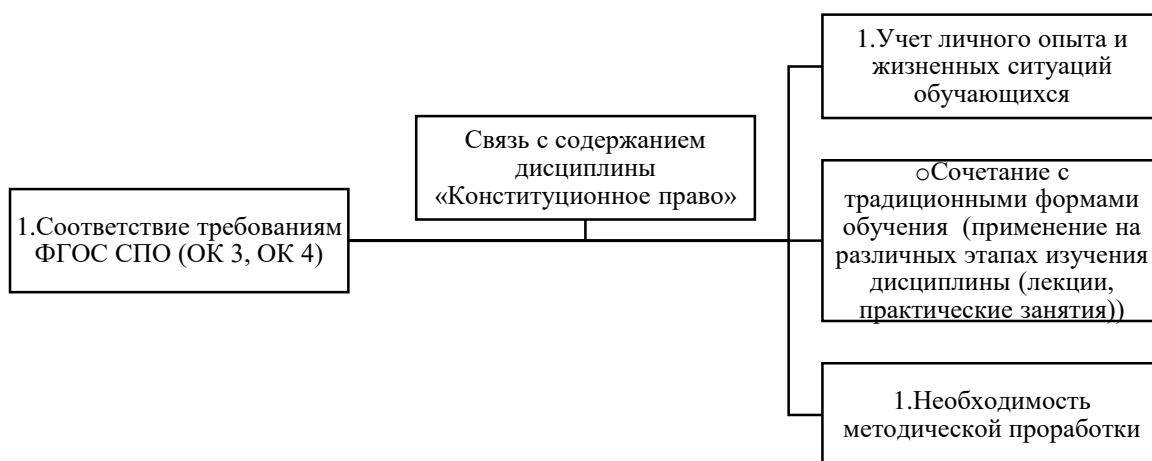 1.Соответствие требованиям
ФГОС СПО (ОК 3, ОК 4)
Связь с содержанием
дисциплины
«Конституционное право»
1.Учет личного опыта и
жизненных ситуаций
обучающихся
oСочетание с
традиционными формами
обучения (применение на
различных этапах изучения
дисциплины (лекции,
практические занятия))
1.Необходимость
методической проработки